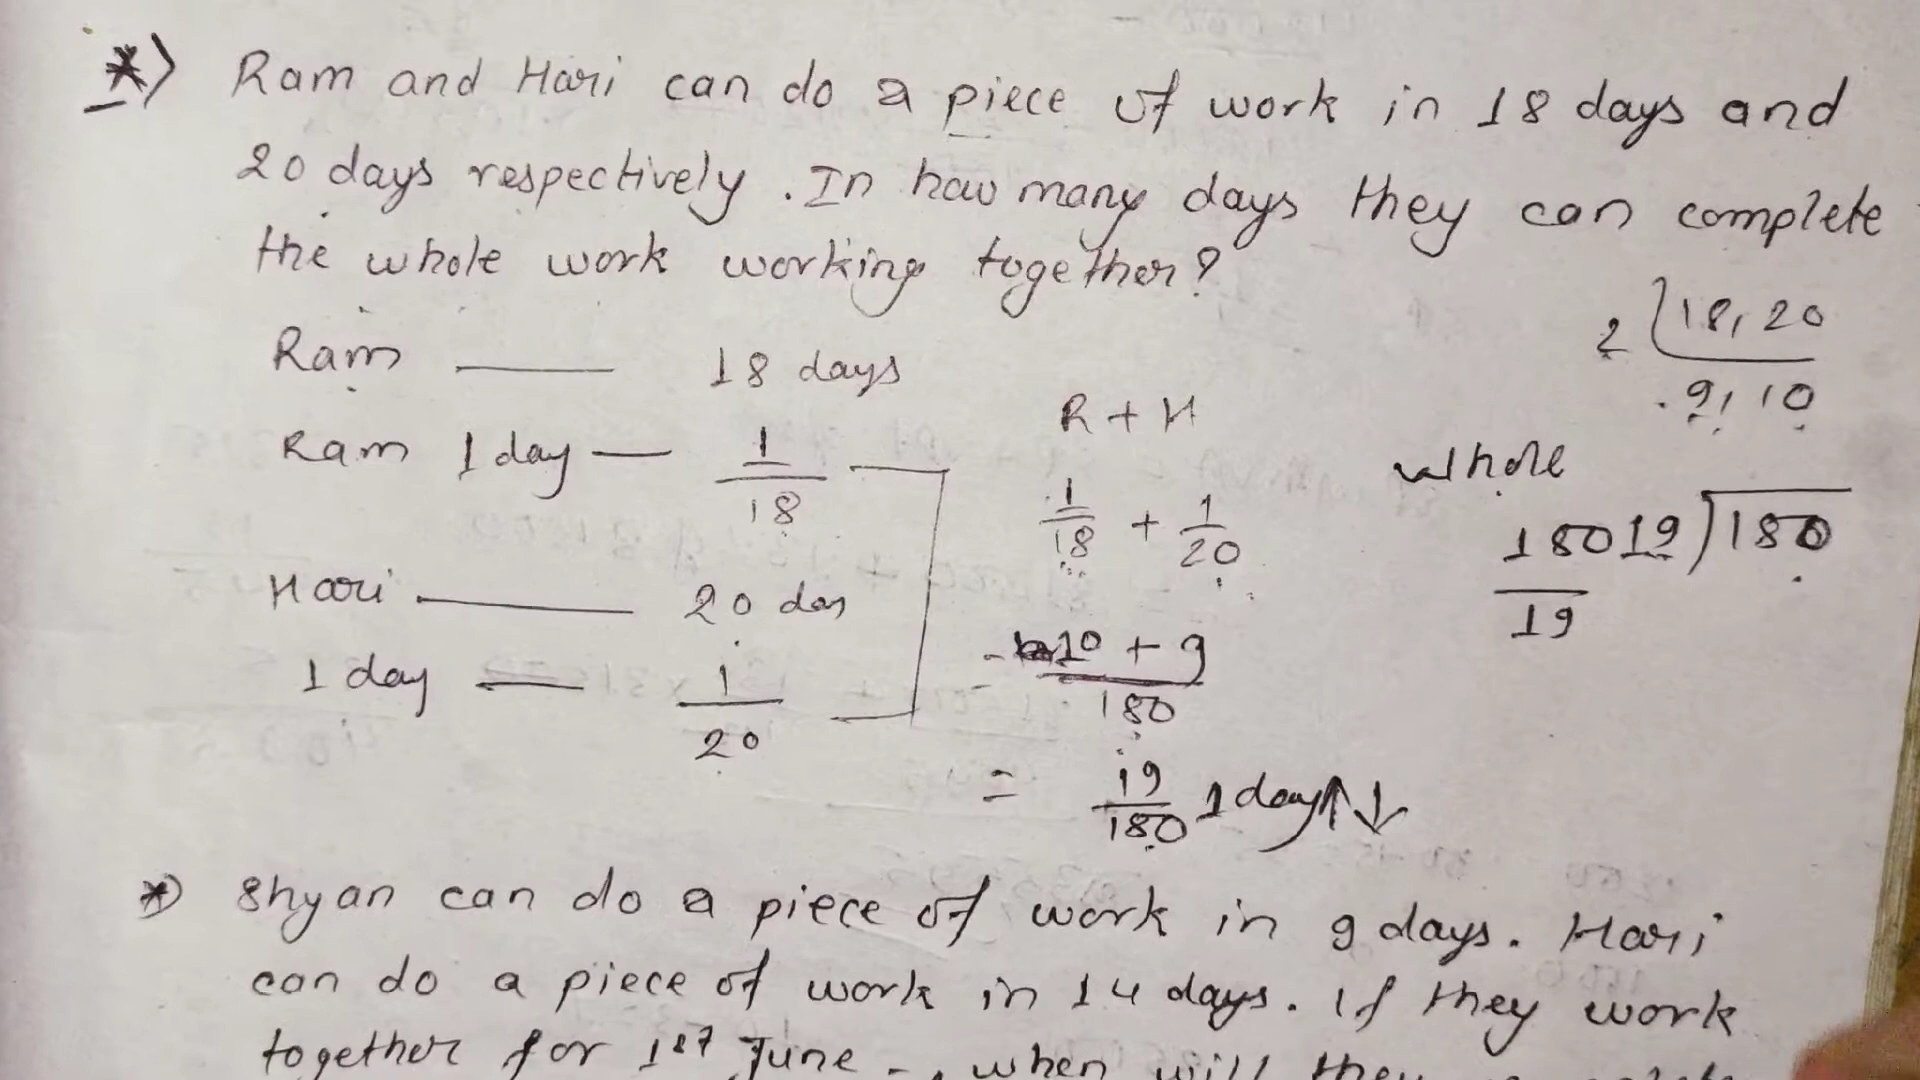 *) Ram and Hari can do a piece of work in 18 days and
20 days respectively. In how many days they can complete
the whole work working together?
Ram — 18 days
Ram 1 day — 1/18
Hari — 20 day
1 day — 1/20
R + H
1/18 + 1/20
10 + 9
180
= 19/180 1 day ↑↓
2 18, 20
9, 10
whole
180/19
19)180
*) Shyan can do a piece of work in 9 days. Hari
can do a piece of work in 14 days. If they work
together for 1st June , when will they